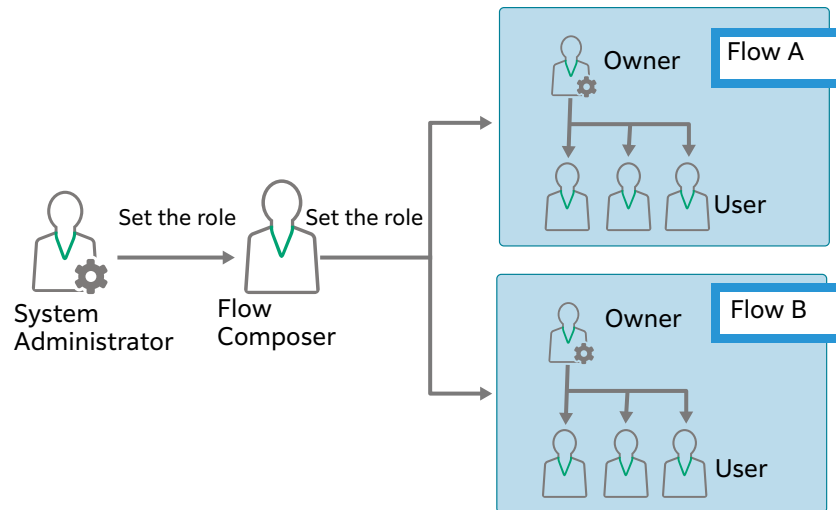 Owner
Flow A
User
Set the role
Set the role
System
Administrator
Flow
Composer
Owner
Flow B
User